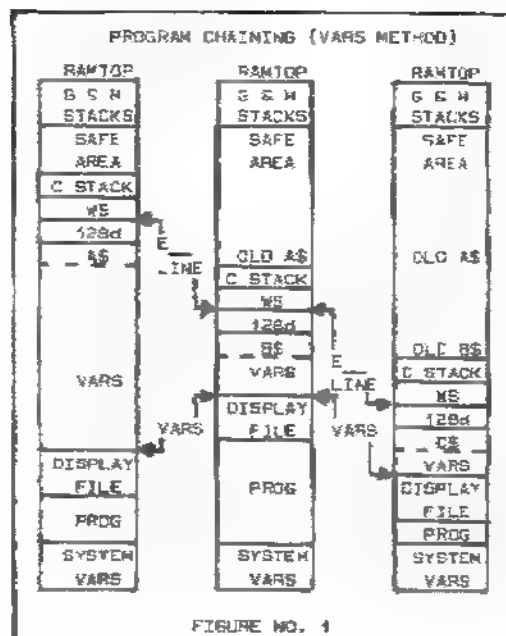 PROGRAM CHAINING (VARS METHOD)
RAMTOP
STACKS
SAFE
AREA
C STACK
WS
128d
A$
VARS
DISPLAY
FILE
PROG
SYSTEM
VARS
E_
LINE
VARS
RAMTOP
STACKS
SAFE
AREA
OLD A$
C STACK
WS
128d
B$
VARS
DISPLAY
FILE
PROG
SYSTEM
VARS
E_
LINE
VARS
RAMTOP
STACKS
SAFE
AREA
OLD A$
OLD B$
C STACK
WS
128d
C$
VARS
DISPLAY
FILE
PROG
SYSTEM
VARS
FIGURE NO. 1